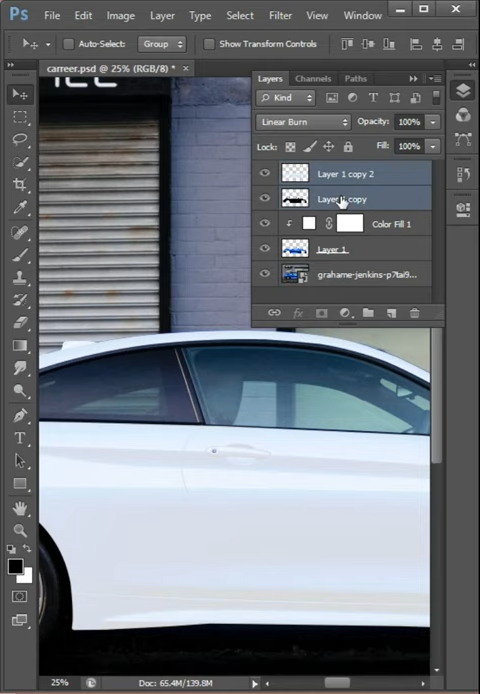 Ps File Edit Image Layer Type Select Filter View Window
Auto-Select: Group Show Transform Controls
carreer.psd @ 25% (RGB/8) *
Layers Channels Paths
Kind
Linear Burn Opacity: 100%
Lock: Fill: 100%
Layer 1 copy 2
copy
Color Fill 1
Layer 1
grahame-jenkins-p7tai9...
25% Doc: 65.4M/139.8M